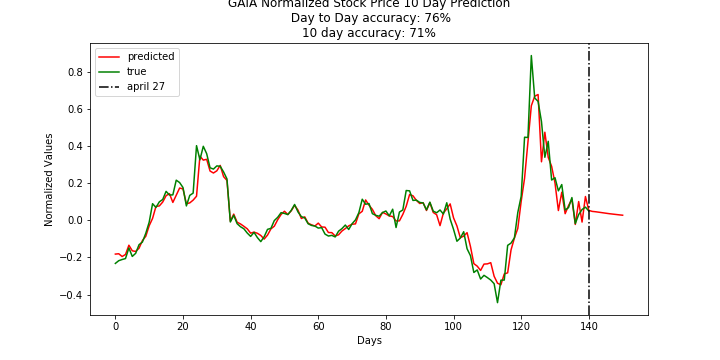 GAIA Normalized Stock Price 10 Day Prediction
Day to Day accuracy: 76%
10 day accuracy: 71%
predicted
true
april 27
Normalized Values
0.8
0.6
0.4
0.2
0.0
−0.2
−0.4
0 20 40 60 80 100 120 140
Days